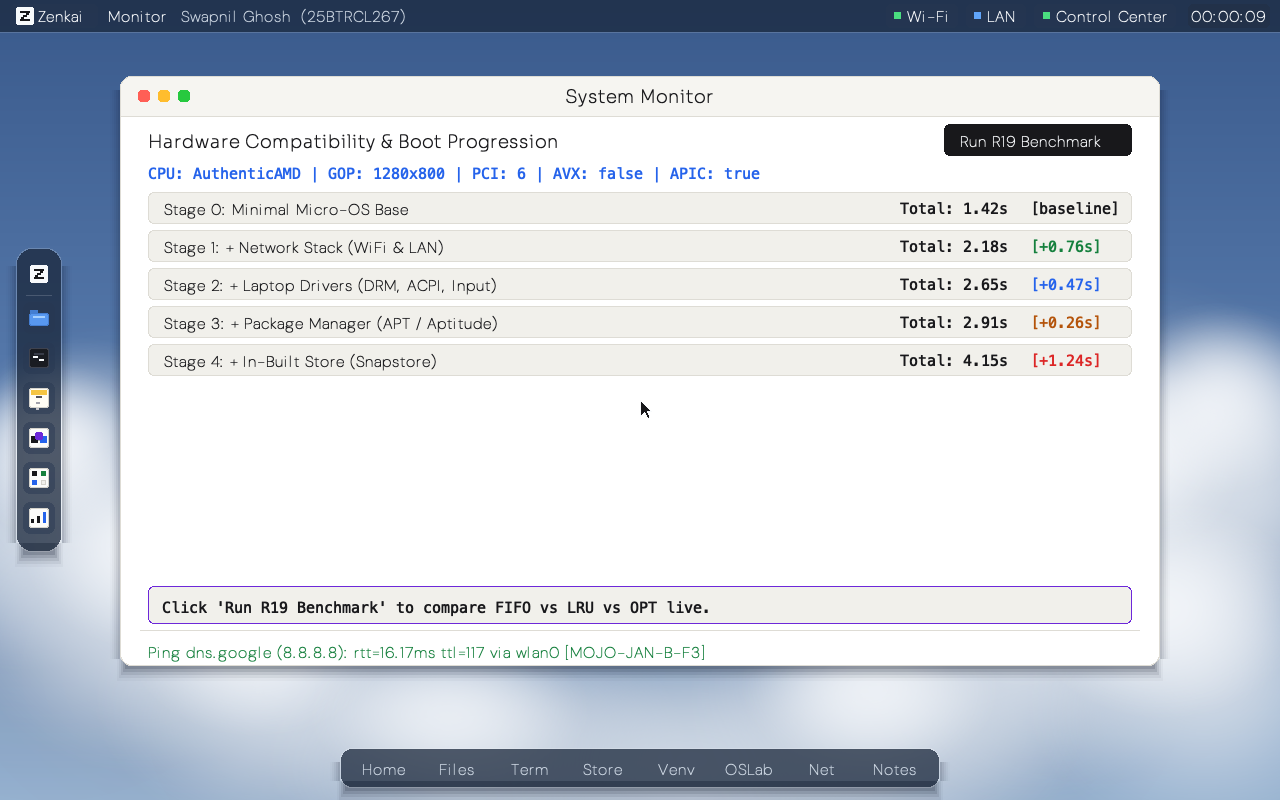 Zenkai Monitor Swapnil Ghosh (25BTRCL267) Wi-Fi LAN Control Center 00:00:09
System Monitor
Hardware Compatibility & Boot Progression Run R19 Benchmark
CPU: AuthenticAMD | GOP: 1280x800 | PCI: 6 | AVX: false | APIC: true
Stage 0: Minimal Micro-OS Base Total: 1.42s [baseline]
Stage 1: + Network Stack (WiFi & LAN) Total: 2.18s [+0.76s]
Stage 2: + Laptop Drivers (DRM, ACPI, Input) Total: 2.65s [+0.47s]
Stage 3: + Package Manager (APT / Aptitude) Total: 2.91s [+0.26s]
Stage 4: + In-Built Store (Snapstore) Total: 4.15s [+1.24s]
Click 'Run R19 Benchmark' to compare FIFO vs LRU vs OPT live.
Ping dns.google (8.8.8.8): rtt=16.17ms ttl=117 via wlan0 [MOJO-JAN-B-F3]
Home Files Term Store Venv OSLab Net Notes